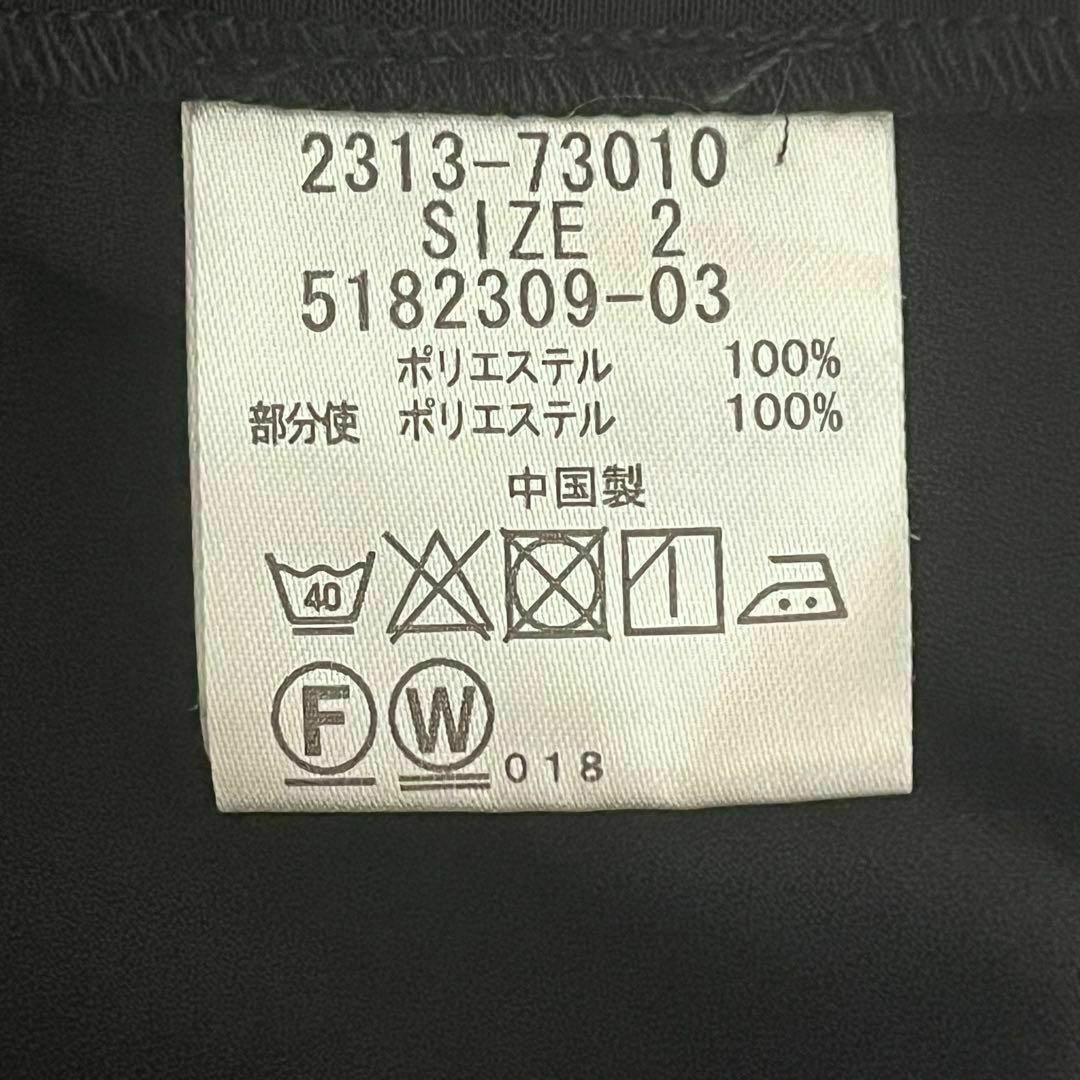 2313-73010
SIZE 2
5182309-03
ポリエステル 100%
部分使 ポリエステル 100%
中国製
40
F W 018